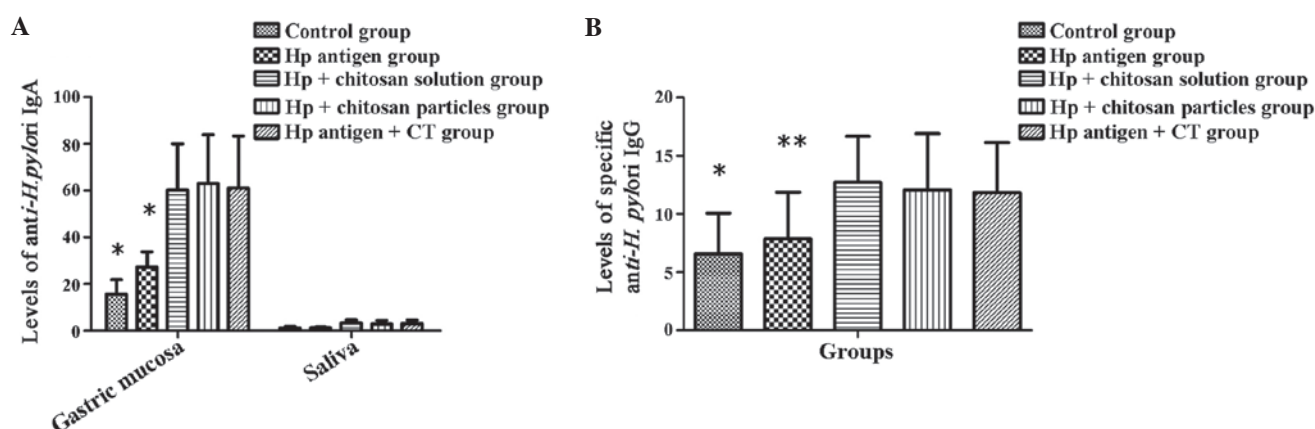 A
Control group
Hp antigen group
Hp + chitosan solution group
Hp + chitosan particles group
Hp antigen + CT group
Levels of anti-H.pylori IgA
100
80
60
40
20
0
*
*
Gastric mucosa
Saliva
B
Control group
Hp antigen group
Hp + chitosan solution group
Hp + chitosan particles group
Hp antigen + CT group
Levels of specific
anti-H. pylori IgG
20
15
10
5
0
*
**
Groups